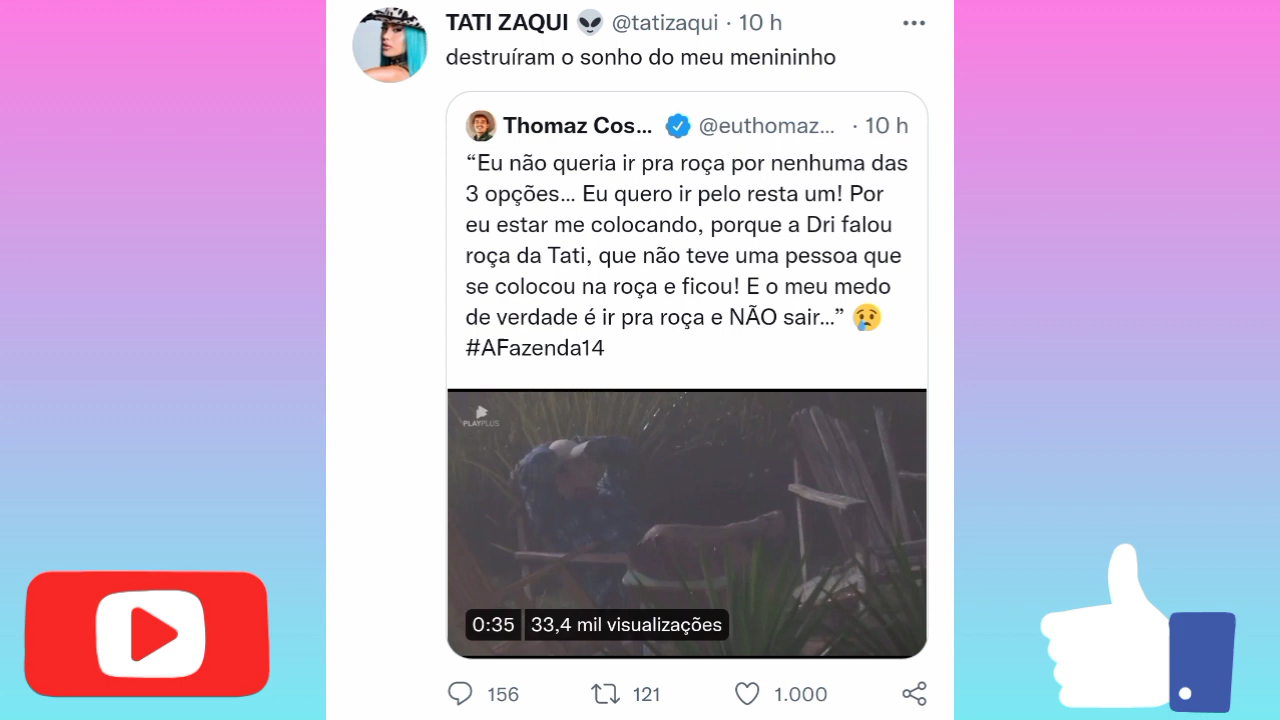 TATI ZAQUI 👽 @tatizaqui · 10 h
destruíram o sonho do meu menininho
Thomaz Cos... @euthomaz... · 10 h
“Eu não queria ir pra roça por nenhuma das
3 opções... Eu quero ir pelo resta um! Por
eu estar me colocando, porque a Dri falou
roça da Tati, que não teve uma pessoa que
se colocou na roça e ficou! E o meu medo
de verdade é ir pra roça e NÃO sair...” 😢
#AFazenda14
PLAYPLUS
0:35 33,4 mil visualizações
156 121 1.000